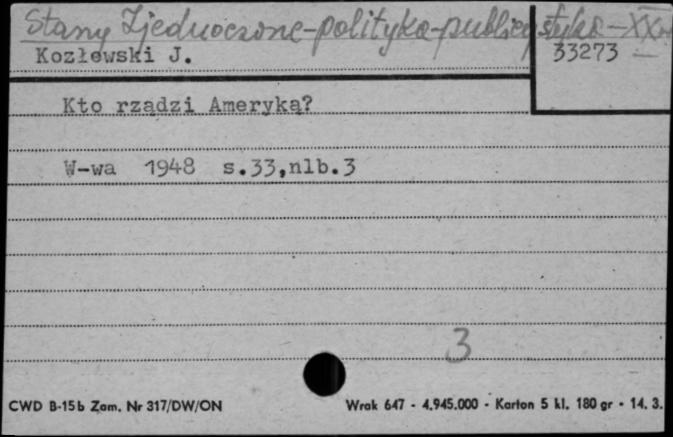 Stany Zjednoczone-polityka-publicystyka-XXw
Kozłowski J.
33273
Kto rządzi Ameryką?
W-wa 1948 s.33,nlb.3
3
CWD B-15b Zam. Nr 317/DW/ON
Wrak 647 - 4.945.000 - Karton 5 kl. 180 gr - 14. 3.